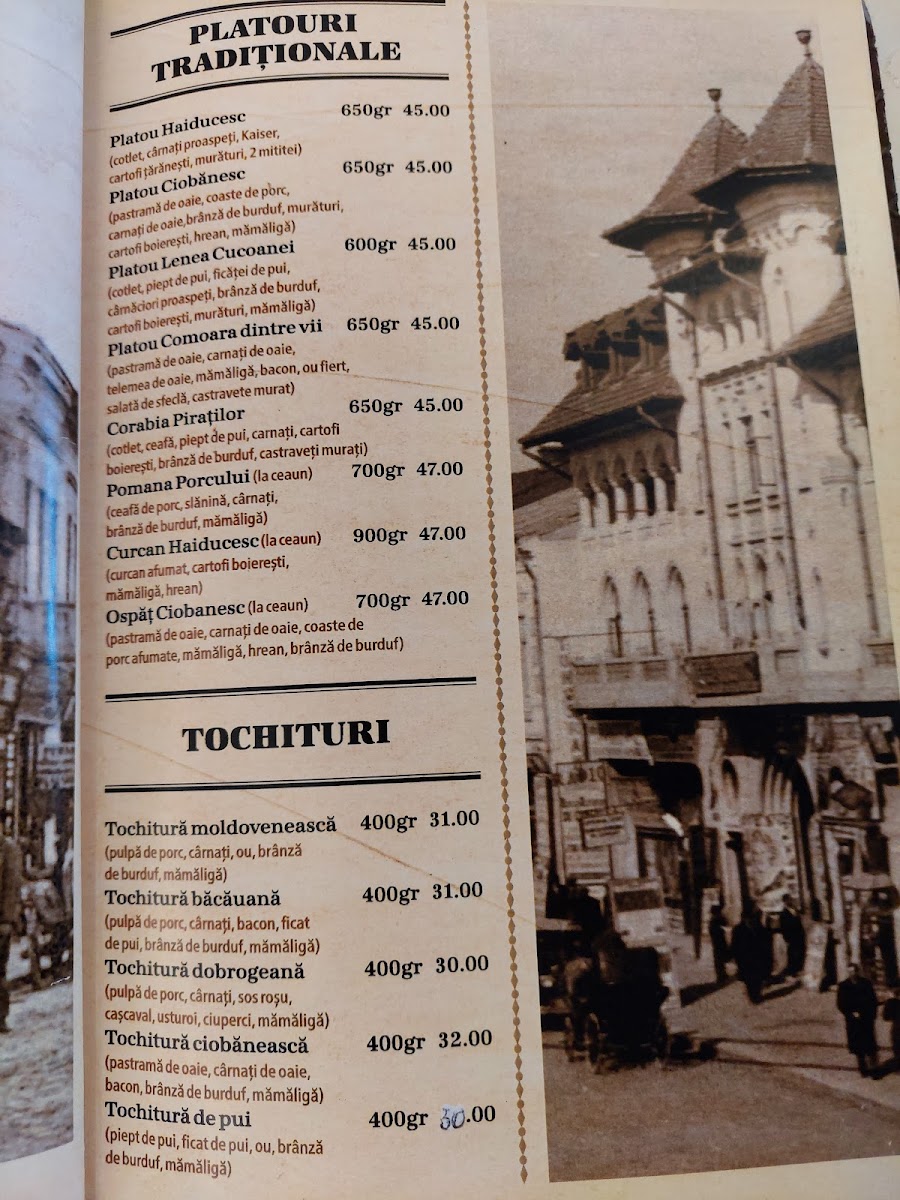 PLATOURI
TRADIȚIONALE
Platou Haiducesc 650gr 45.00
(cotlet, cârnați proaspeți, Kaiser,
cartofi țărănești, murături, 2 mititei)
Platou Ciobănesc 650gr 45.00
(pastramă de oaie, coaste de porc,
carnați de oaie,brânză de burduf, murături,
cartofi boierești, hrean, mămăligă)
Platou Lenea Cucoanei 600gr 45.00
(cotlet, piept de pui, ficăței de pui,
cârnăciori proaspeți, brânză de burduf,
cartofi boierești, murături, mămăligă)
Platou Comoara dintre vii 650gr 45.00
(pastramă de oaie, carnați de oaie,
telemea de oaie, mămăligă, bacon, ou fiert,
salată de sfeclă, castravete murat)
Corabia Piraților 650gr 45.00
(cotlet, ceafă, piept de pui, carnați, cartofi
boierești, brânză de burduf, castraveți murați)
Pomana Porcului (la ceaun) 700gr 47.00
(ceafă de porc, slănină, cârnați,
brânză de burduf, mămăligă)
Curcan Haiducesc (la ceaun) 900gr 47.00
(curcan afumat, cartofi boierești,
mămăligă, hrean)
Ospăț Ciobanesc (la ceaun) 700gr 47.00
(pastramă de oaie, carnați de oaie, coaste de
porc afumate, mămăligă, hrean, brânză de burduf)
TOCHITURI
Tochitură moldovenească 400gr 31.00
(pulpă de porc, cârnați, ou, brânză
de burduf, mămăligă)
Tochitură băcăuană 400gr 31.00
(pulpă de porc, cârnați, bacon, ficat
de pui, brânză de burduf, mămăligă)
Tochitură dobrogeană 400gr 30.00
(pulpă de porc, cârnați, sos roșu,
cașcaval, usturoi, ciuperci, mămăligă)
Tochitură ciobănească 400gr 32.00
(pastramă de oaie, cârnați de oaie,
bacon, brânză de burduf, mămăligă)
Tochitură de pui 400gr 30.00
(piept de pui, ficat de pui, ou, brânză
de burduf, mămăligă)